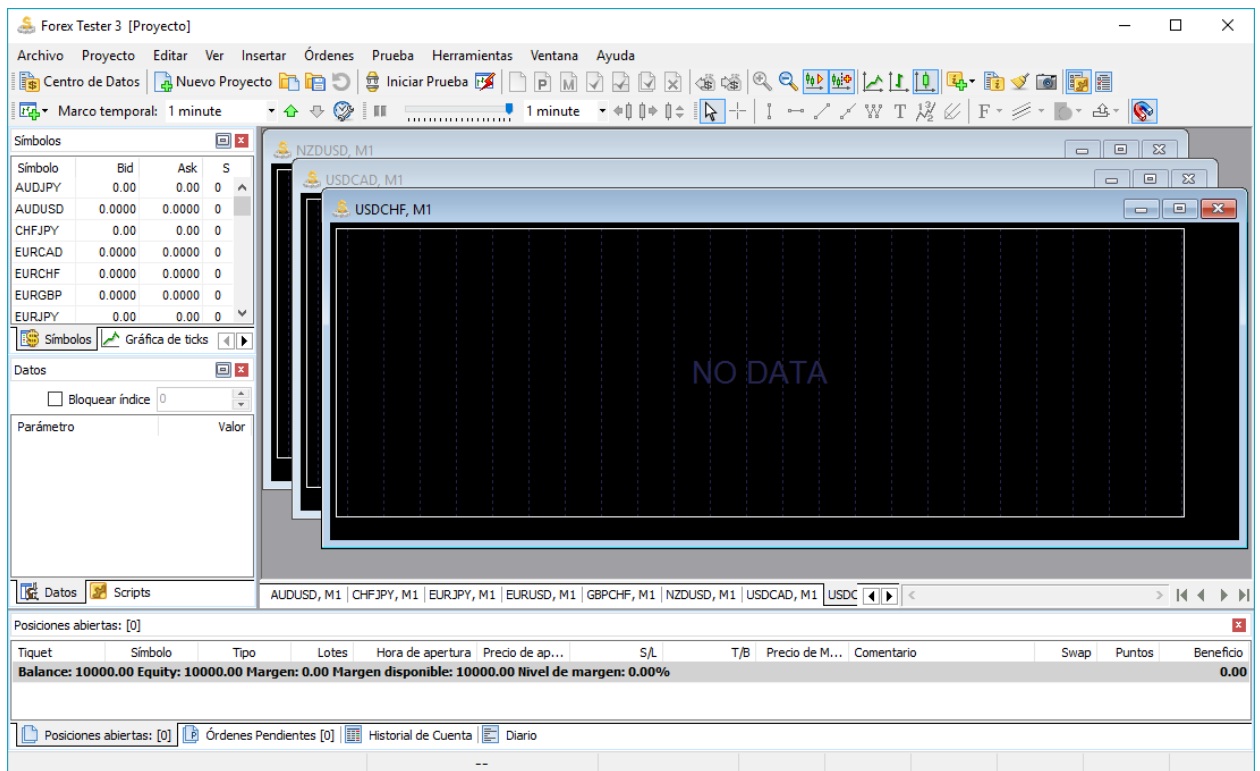 Forex Tester 3 [Proyecto]
Archivo Proyecto Editar Ver Insertar Órdenes Prueba Herramientas Ventana Ayuda
Centro de Datos Nuevo Proyecto Iniciar Prueba
Marco temporal: 1 minute 1 minute W T F
Símbolos
Símbolo Bid Ask S
AUDJPY 0.00 0.00 0
AUDUSD 0.0000 0.0000 0
CHFJPY 0.00 0.00 0
EURCAD 0.0000 0.0000 0
EURCHF 0.0000 0.0000 0
EURGBP 0.0000 0.0000 0
EURJPY 0.00 0.00 0
Símbolos Gráfica de ticks
Datos
Bloquear índice 0
Parámetro Valor
Datos Scripts
NZDUSD, M1
USDCAD, M1
USDCHF, M1
NO DATA
AUDUSD, M1 CHFJPY, M1 EURJPY, M1 EURUSD, M1 GBPCHF, M1 NZDUSD, M1 USDCAD, M1 USDC
Posiciones abiertas: [0]
Tiquet Símbolo Tipo Lotes Hora de apertura Precio de ap... S/L T/B Precio de M... Comentario Swap Puntos Beneficio
Balance: 10000.00 Equity: 10000.00 Margen: 0.00 Margen disponible: 10000.00 Nivel de margen: 0.00% 0.00
Posiciones abiertas: [0] Órdenes Pendientes [0] Historial de Cuenta Diario
--